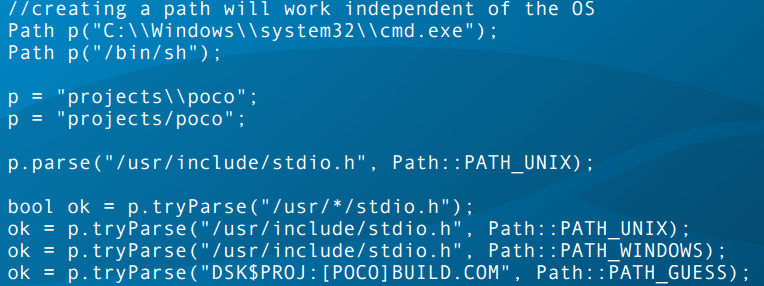 //creating a path will work independent of the OS
Path p("C:\\Windows\\system32\\cmd.exe");
Path p("/bin/sh");
p = "projects\\poco";
p = "projects/poco";
p.parse("/usr/include/stdio.h", Path::PATH_UNIX);
bool ok = p.tryParse("/usr/*/stdio.h");
ok = p.tryParse("/usr/include/stdio.h", Path::PATH_UNIX);
ok = p.tryParse("/usr/include/stdio.h", Path::PATH_WINDOWS);
ok = p.tryParse("DSK$PROJ:[POCO]BUILD.COM", Path::PATH_GUESS);